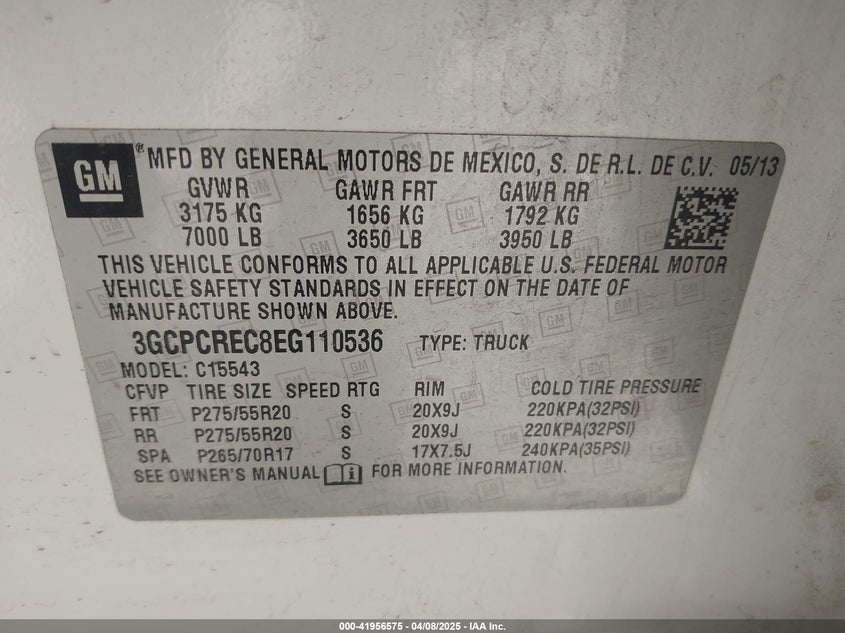 GM ® MFD BY GENERAL MOTORS DE MEXICO, S. DE R.L. DE C.V. 05/13
GVWR GAWR FRT GAWR RR
3175 KG 1656 KG 1792 KG
7000 LB 3650 LB 3950 LB
THIS VEHICLE CONFORMS TO ALL APPLICABLE U.S. FEDERAL MOTOR
VEHICLE SAFETY STANDARDS IN EFFECT ON THE DATE OF
MANUFACTURE SHOWN ABOVE.
3GCPCREC8EG110536 TYPE: TRUCK
MODEL: C15543
CFVP TIRE SIZE SPEED RTG RIM COLD TIRE PRESSURE
FRT P275/55R20 S 20X9J 220KPA(32PSI)
RR P275/55R20 S 20X9J 220KPA(32PSI)
SPA P265/70R17 S 17X7.5J 240KPA(35PSI)
SEE OWNER'S MANUAL FOR MORE INFORMATION.
000-41956575 - 04/08/2025 - IAA Inc.